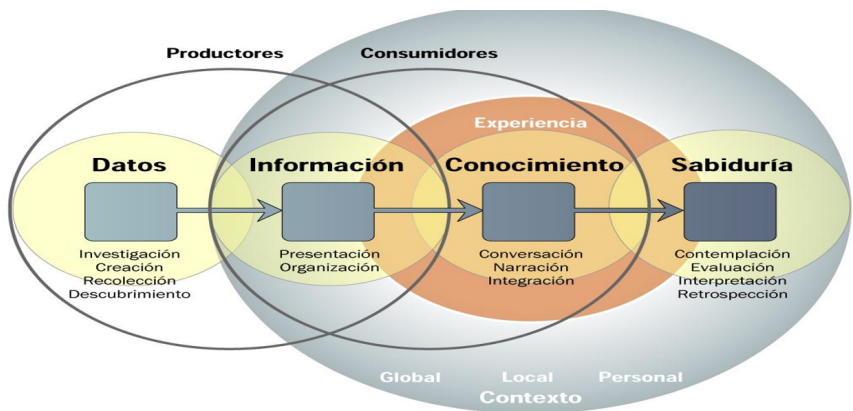 Productores
Consumidores
Experiencia
Datos
Información
Conocimiento
Sabiduría
Investigación
Creación
Recolección
Descubrimiento
Presentación
Organización
Conversación
Narración
Integración
Contemplación
Evaluación
Interpretación
Retrospección
Global
Local
Personal
Contexto